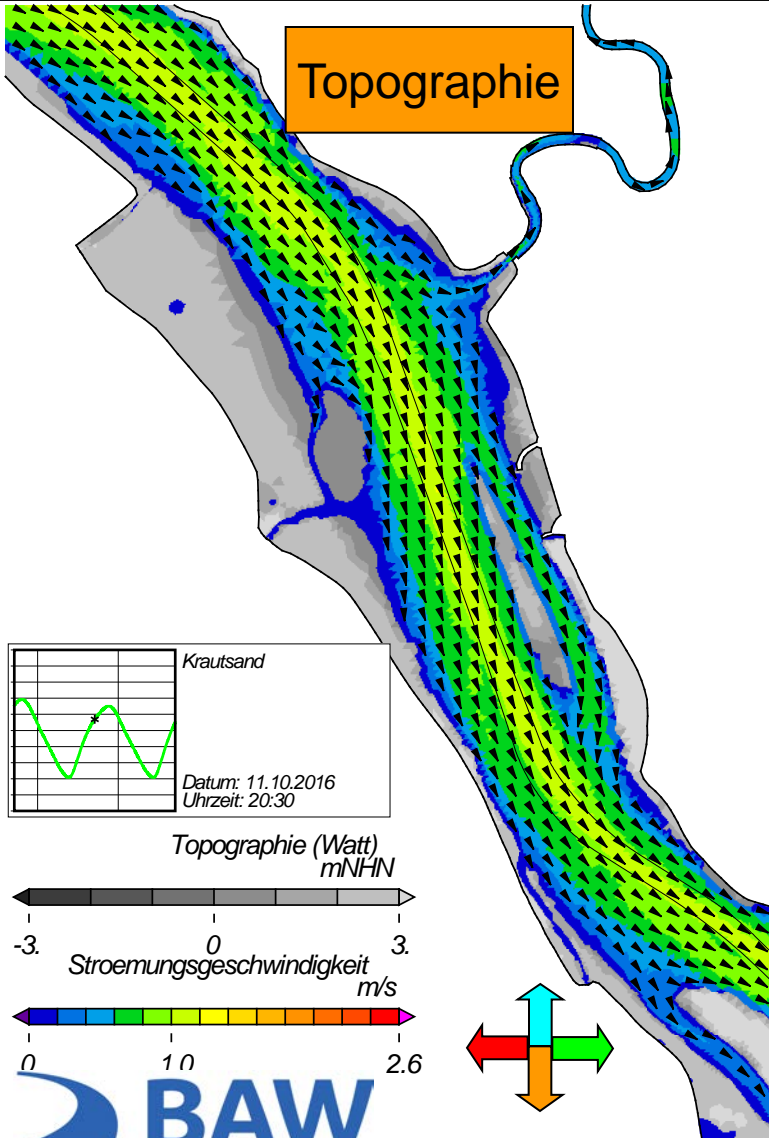 Topographie
Krautsand
Datum: 11.10.2016
Uhrzeit: 20:30
Topographie (Watt)
mNHN
-3. 0 3.
Stroemungsgeschwindigkeit
m/s
0 1.0 2.6
BAW